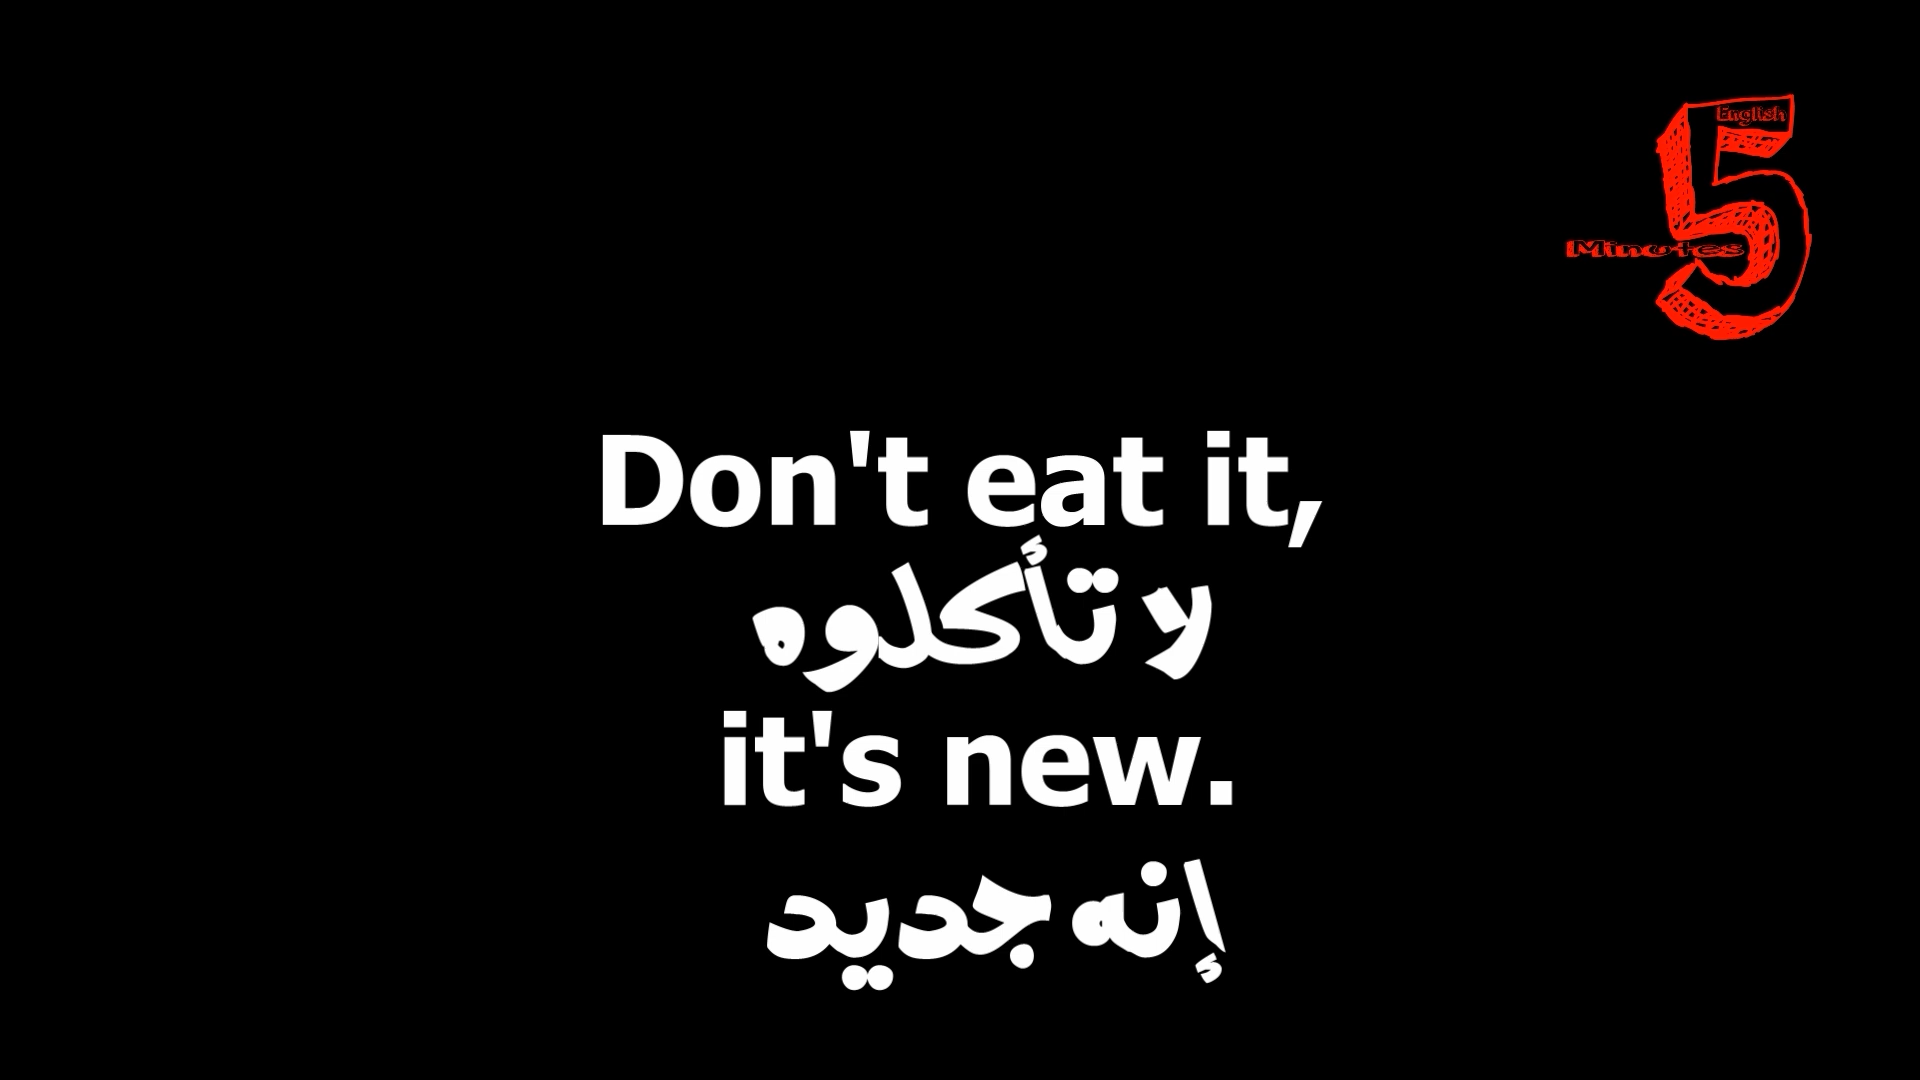 English
5
Minutes
Don't eat it,
لا تأكلوه
it's new.
إنه جديد